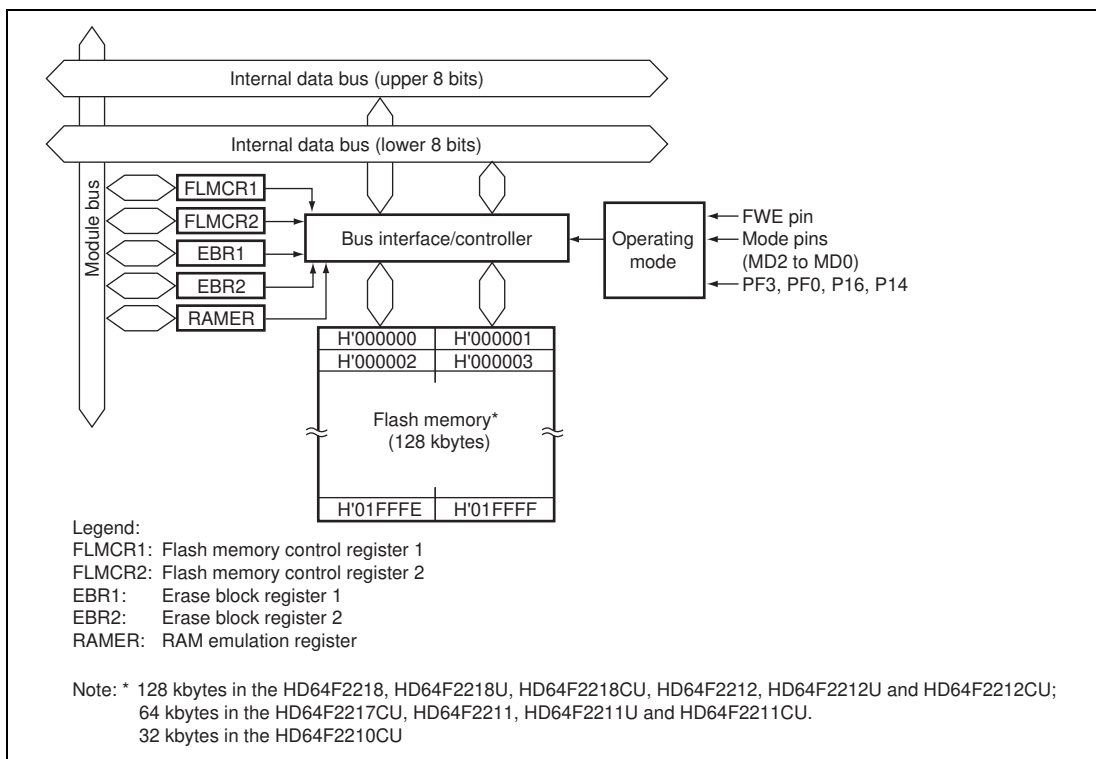 Internal data bus (upper 8 bits)
Internal data bus (lower 8 bits)
Module bus
FLMCR1
FLMCR2
EBR1
EBR2
RAMER
Bus interface/controller
Operating
mode
FWE pin
Mode pins
(MD2 to MD0)
PF3, PF0, P16, P14
H'000000 H'000001
H'000002 H'000003
Flash memory*
(128 kbytes)
H'01FFFE H'01FFFF
Legend:
FLMCR1: Flash memory control register 1
FLMCR2: Flash memory control register 2
EBR1: Erase block register 1
EBR2: Erase block register 2
RAMER: RAM emulation register
Note: * 128 kbytes in the HD64F2218, HD64F2218U, HD64F2218CU, HD64F2212, HD64F2212U and HD64F2212CU;
64 kbytes in the HD64F2217CU, HD64F2211, HD64F2211U and HD64F2211CU.
32 kbytes in the HD64F2210CU